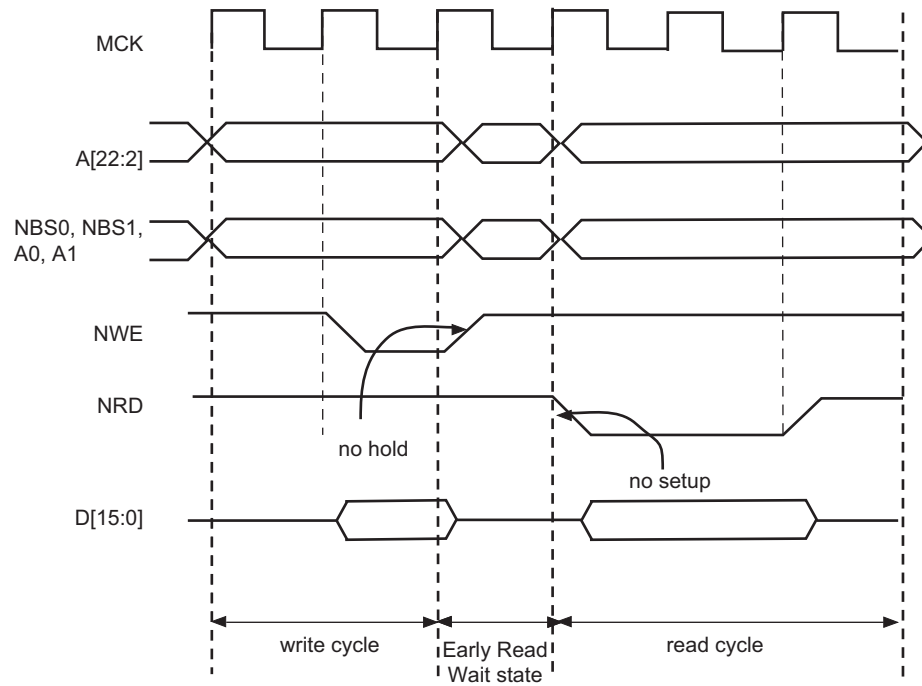 MCK
A[22:2]
NBS0, NBS1,
A0, A1
NWE
NRD
no hold
no setup
D[15:0]
write cycle
Early Read
Wait state
read cycle